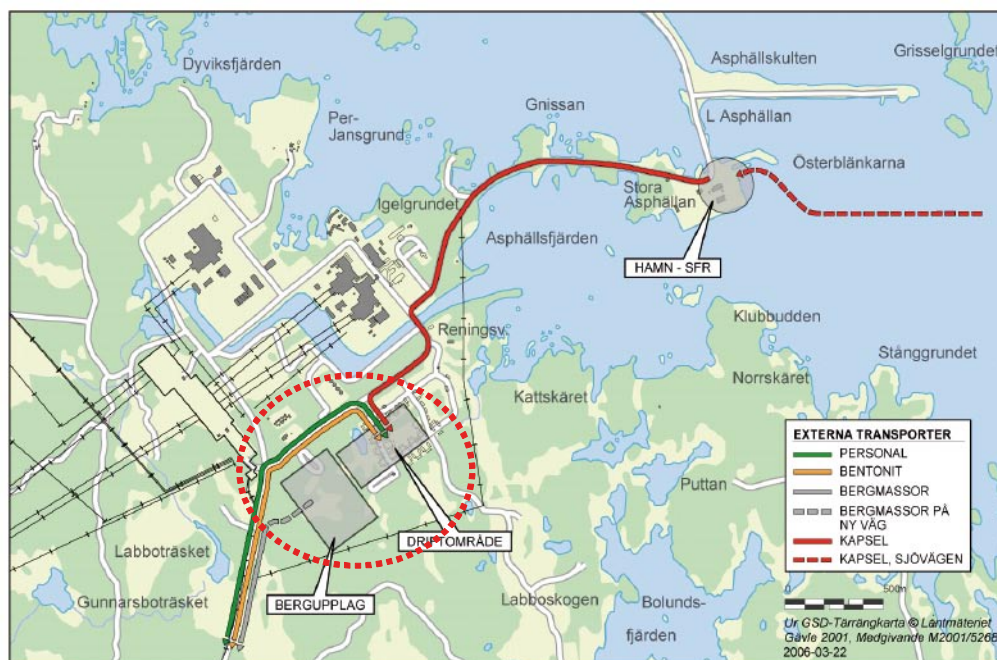 Asphällskulten
Grisselgrundet
Dyviksfjärden
Gnissan
Per-
Jansgrund
L Asphällan
Österblänkarna
Igelgrundet
Stora
Asphällan
Asphällsfjärden
HAMN - SFR
Klubbudden
Reningsv.
Stånggrundet
Norrskäret
Kattskäret
EXTERNA TRANSPORTER
PERSONAL
BENTONIT
BERGMASSOR
BERGMASSOR PÅ
NY VÄG
KAPSEL
KAPSEL, SJÖVÄGEN
Puttan
DRIFTOMRÅDE
Labboträsket
Gunnarsboträsket
BERGUPPLAG
Labboskogen
Bolunds-
fjärden
0 500m
Ur GSD-Tärrängkarta © Lantmäteriet
Gävle 2001, Medgivande M2001/5268
2006-03-22